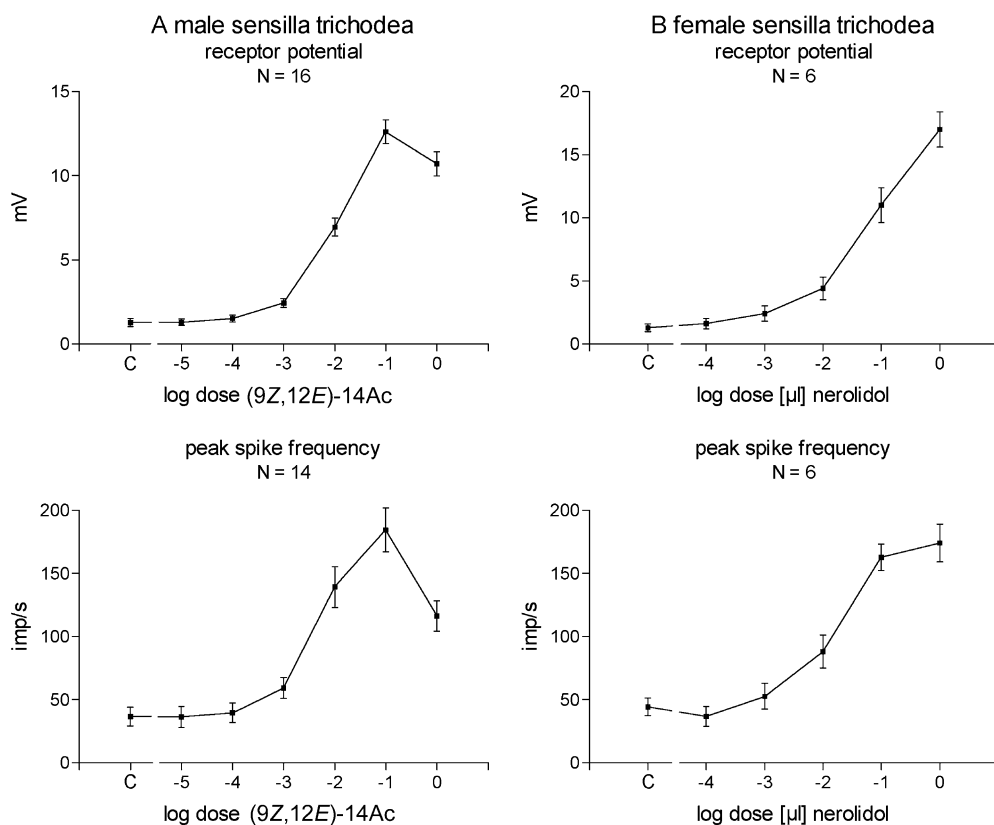 A male sensilla trichodea
receptor potential
N = 16
15
10
5
0
mV
C -5 -4 -3 -2 -1 0
log dose (9Z,12E)-14Ac
B female sensilla trichodea
receptor potential
N = 6
20
15
10
5
0
mV
C -4 -3 -2 -1 0
log dose [µl] nerolidol
peak spike frequency
N = 14
200
150
100
50
0
imp/s
C -5 -4 -3 -2 -1 0
log dose (9Z,12E)-14Ac
peak spike frequency
N = 6
200
150
100
50
0
imp/s
C -4 -3 -2 -1 0
log dose [µl] nerolidol